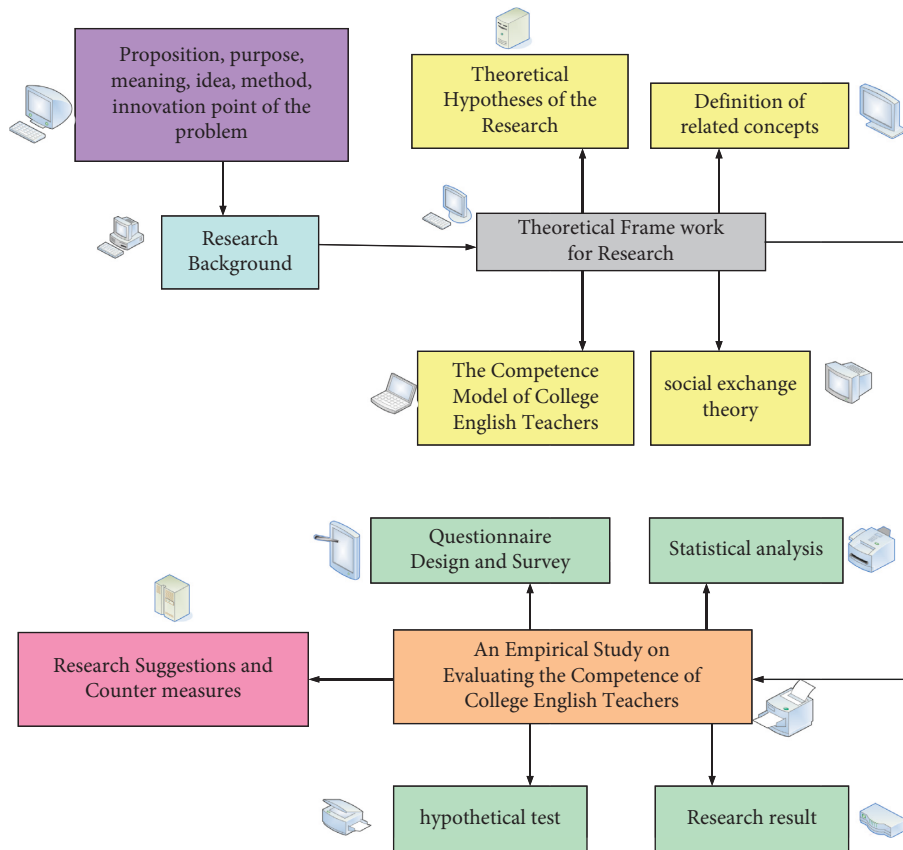 Proposition, purpose,
meaning, idea, method,
innovation point of the
problem
Theoretical
Hypotheses of the
Research
Definition of
related concepts
Research
Background
Theoretical Frame work
for Research
The Competence
Model of College
English Teachers
social exchange
theory
Questionnaire
Design and Survey
Statistical analysis
Research Suggestions and
Counter measures
An Empirical Study on
Evaluating the Competence of
College English Teachers
hypothetical test
Research result